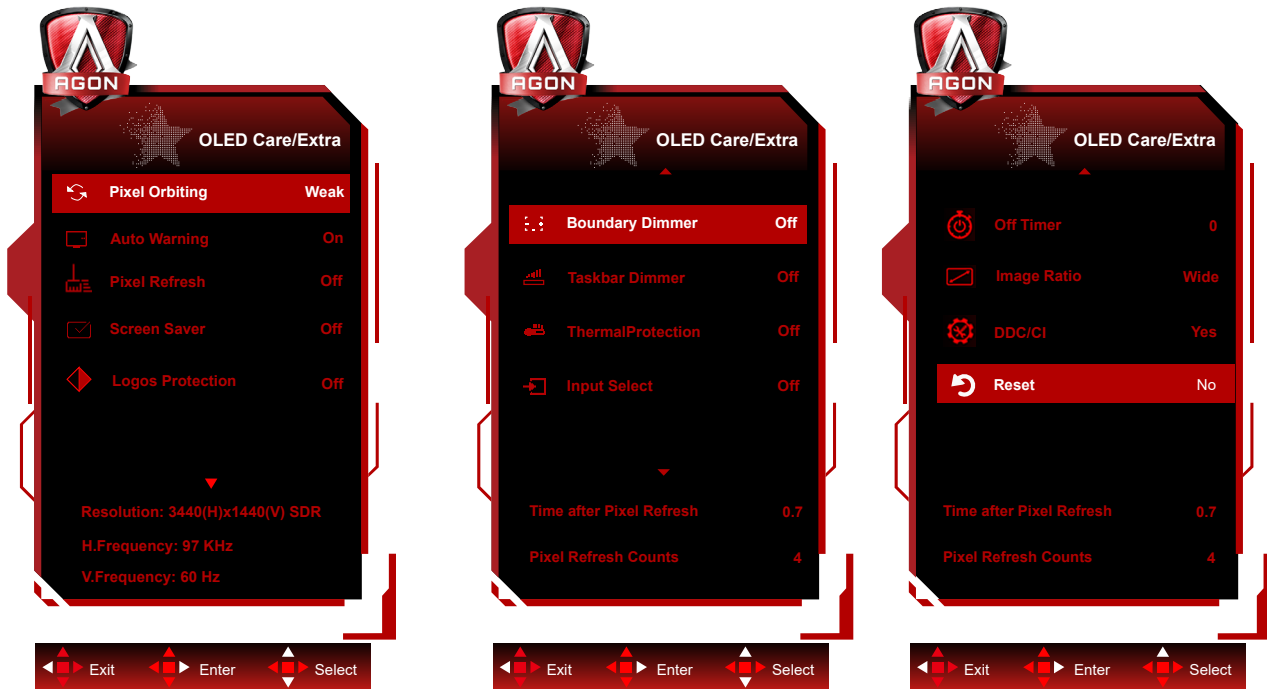 AGON
OLED Care/Extra
Pixel Orbiting Weak
Auto Warning On
Pixel Refresh Off
Screen Saver Off
Logos Protection Off
Resolution: 3440(H)x1440(V) SDR
H.Frequency: 97 KHz
V.Frequency: 60 Hz
Exit Enter Select
AGON
OLED Care/Extra
Boundary Dimmer Off
Taskbar Dimmer Off
ThermalProtection Off
Input Select Off
Time after Pixel Refresh 0.7
Pixel Refresh Counts 4
Exit Enter Select
AGON
OLED Care/Extra
Off Timer 0
Image Ratio Wide
DDC/CI Yes
Reset No
Time after Pixel Refresh 0.7
Pixel Refresh Counts 4
Exit Enter Select